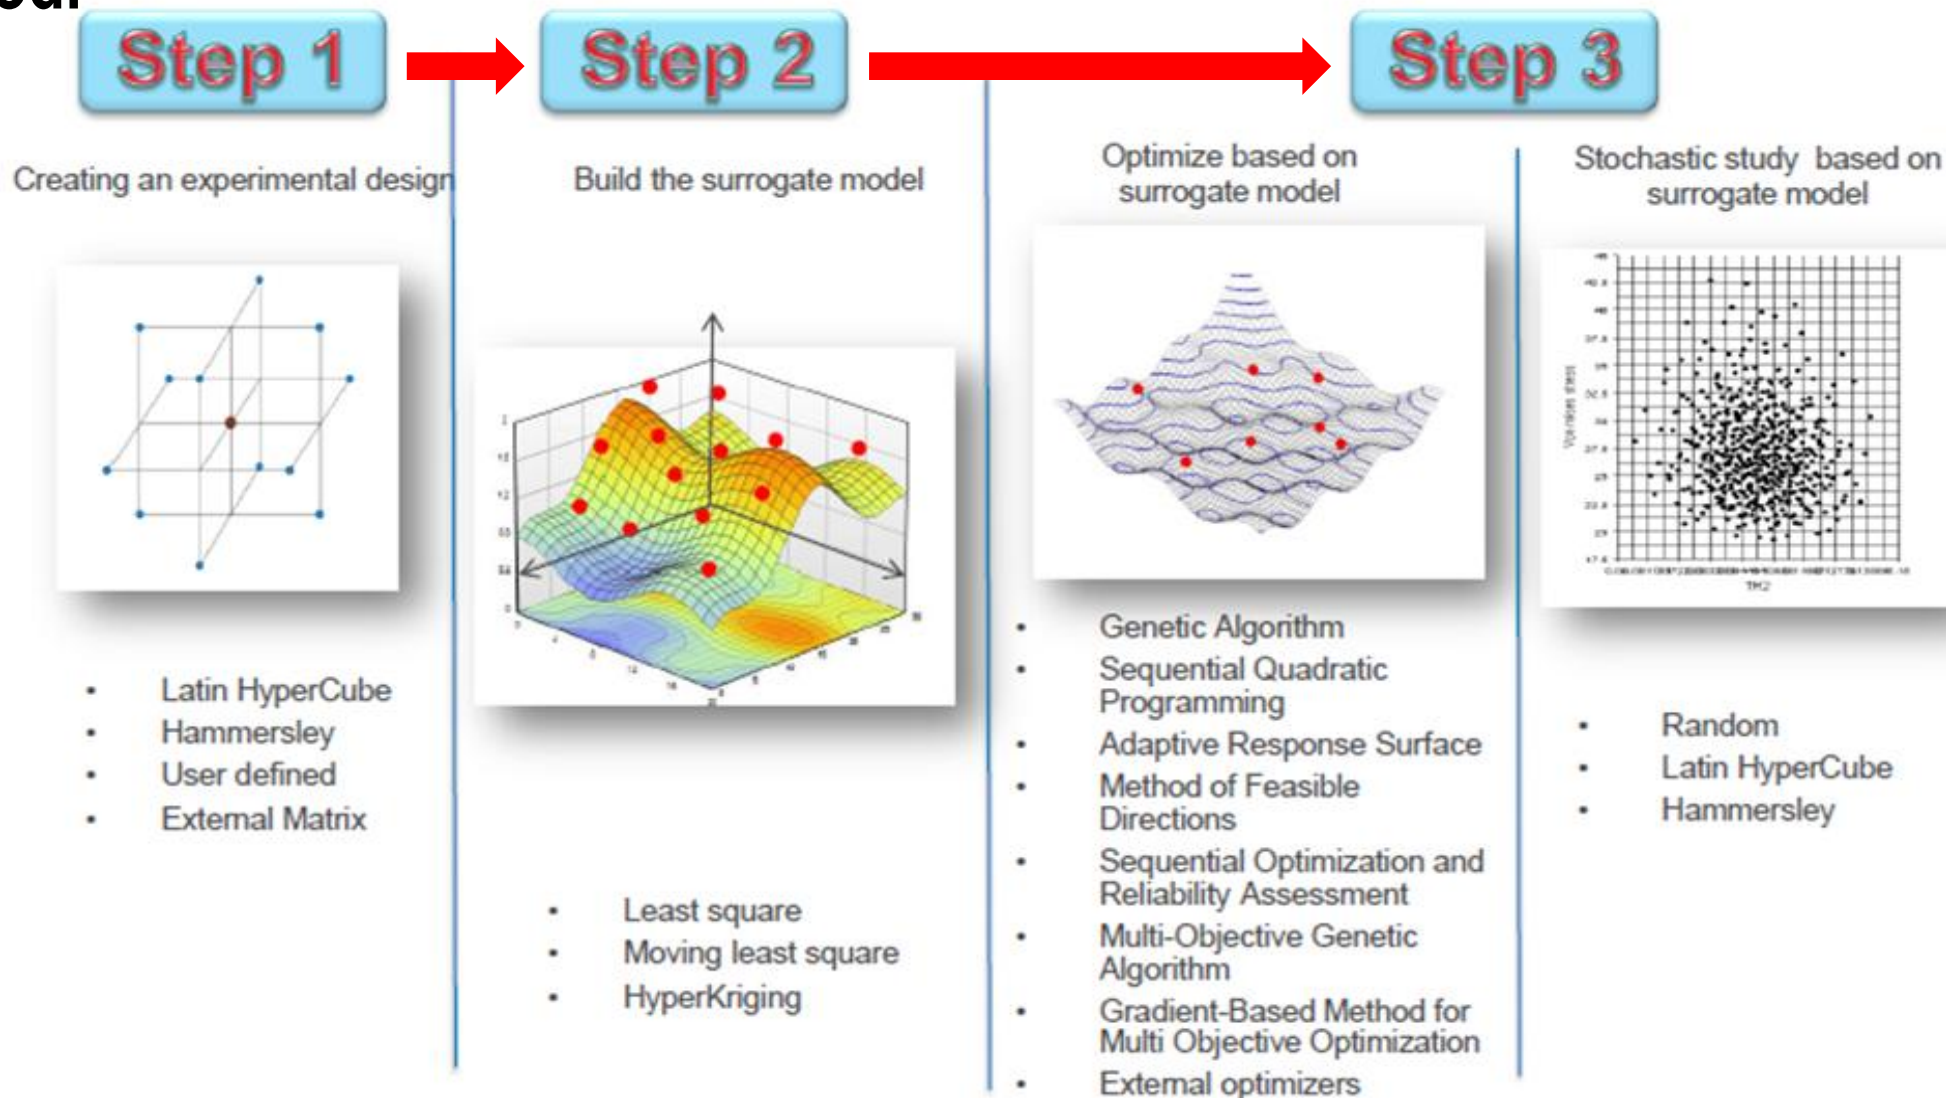 Step 1
Step 2
Step 3
Creating an experimental design
Latin HyperCube
Hammersley
User defined
External Matrix
Build the surrogate model
Least square
Moving least square
HyperKriging
Optimize based on
surrogate model
Genetic Algorithm
Sequential Quadratic
Programming
Adaptive Response Surface
Method of Feasible
Directions
Sequential Optimization and
Reliability Assessment
Multi-Objective Genetic
Algorithm
Gradient-Based Method for
Multi Objective Optimization
External optimizers
Stochastic study based on
surrogate model
TH2
Random
Latin HyperCube
Hammersley